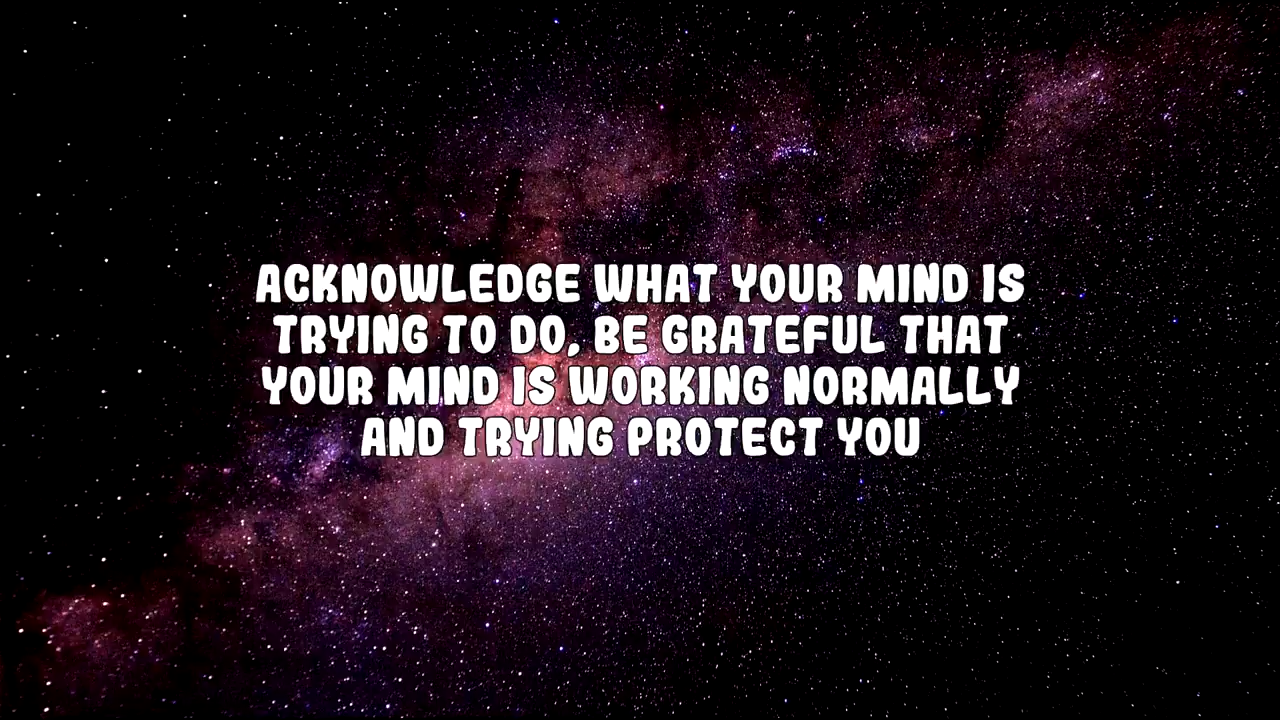 ACKNOWLEDGE WHAT YOUR MIND IS
TRYING TO DO, BE GRATEFUL THAT
YOUR MIND IS WORKING NORMALLY
AND TRYING PROTECT YOU